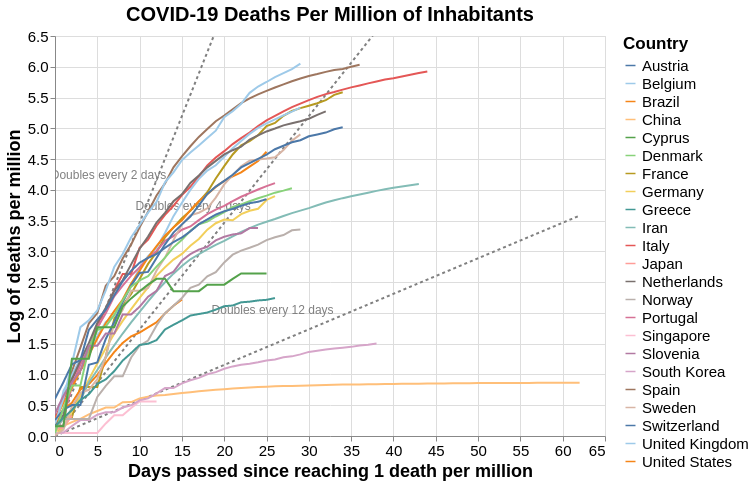 COVID-19 Deaths Per Million of Inhabitants
Log of deaths per million
6.5
6.0
5.5
5.0
4.5
4.0
3.5
3.0
2.5
2.0
1.5
1.0
0.5
0.0
Doubles every 2 days
Doubles every 4 days
Doubles every 12 days
0 5 10 15 20 25 30 35 40 45 50 55 60 65
Days passed since reaching 1 death per million
Country
Austria
Belgium
Brazil
China
Cyprus
Denmark
France
Germany
Greece
Iran
Italy
Japan
Netherlands
Norway
Portugal
Singapore
Slovenia
South Korea
Spain
Sweden
Switzerland
United Kingdom
United States